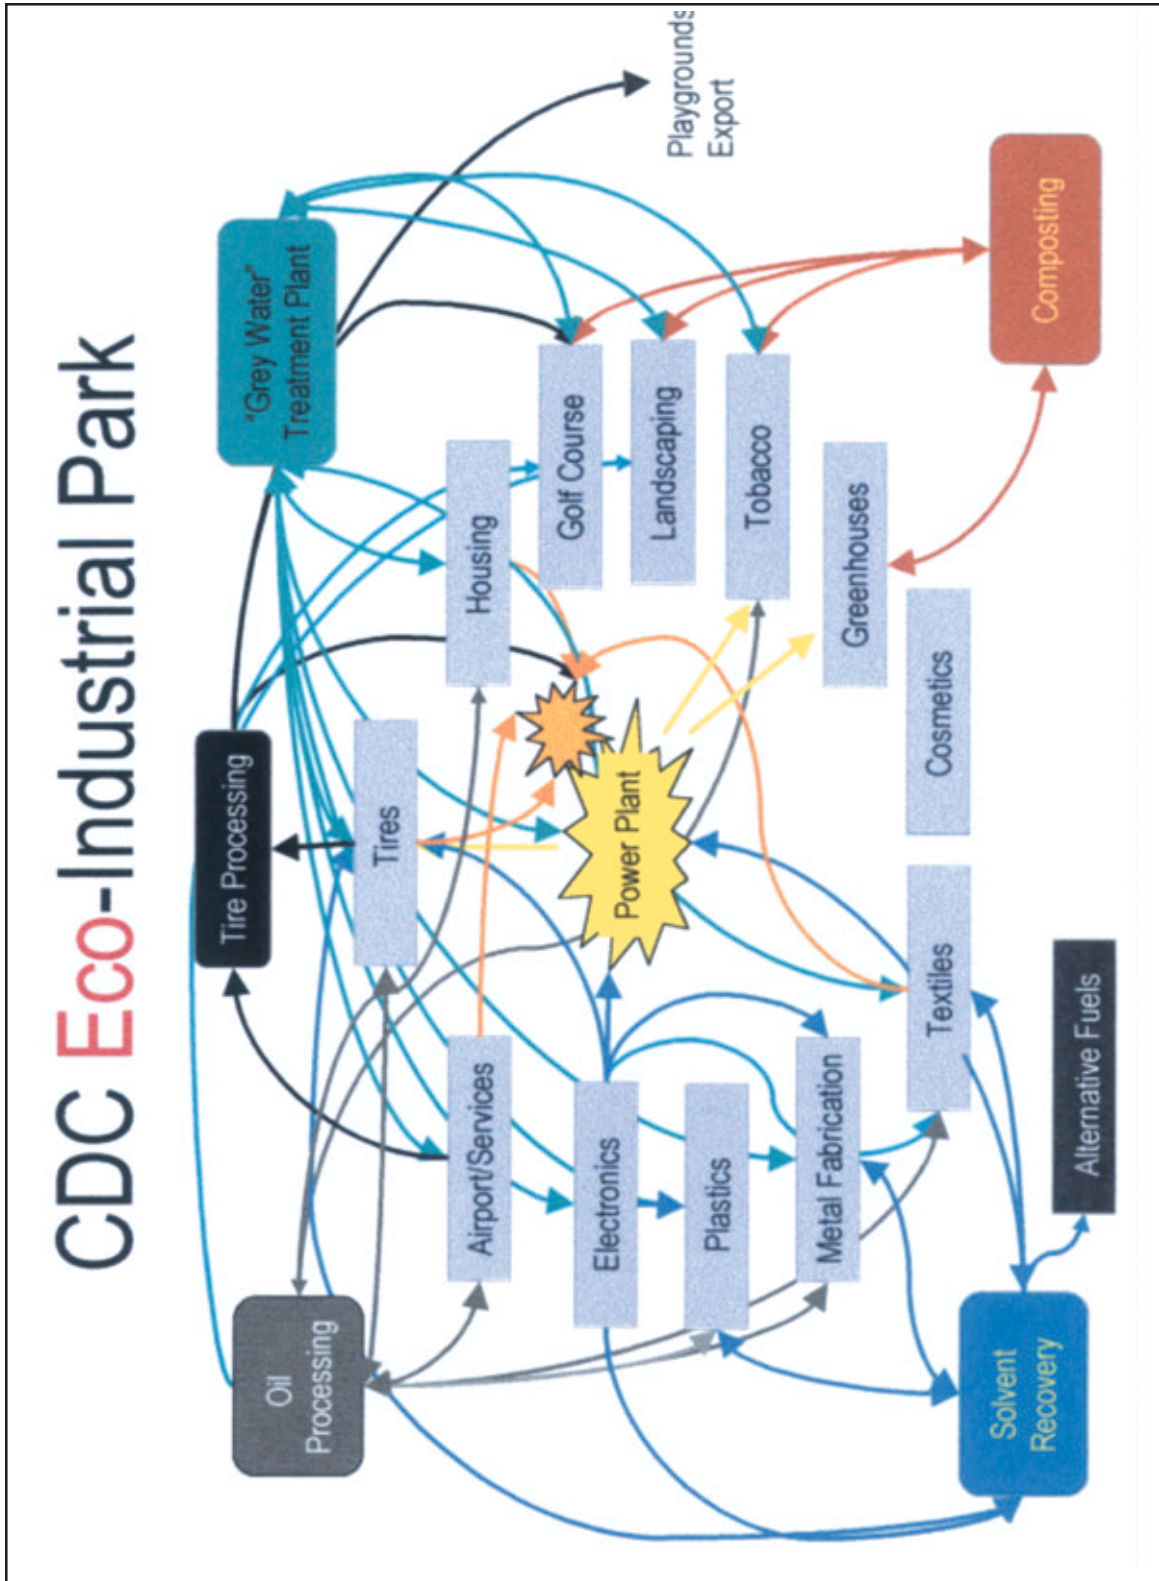 CDC Eco-Industrial Park
Oil
Processing
Tire Processing
"Grey Water"
Treatment Plant
Tires
Airport/Services
Housing
Electronics
Golf Course
Power Plant
Plastics
Landscaping
Playgrounds
Export
Tobacco
Metal Fabrication
Greenhouses
Textiles
Cosmetics
Solvent
Recovery
Alternative Fuels
Composting